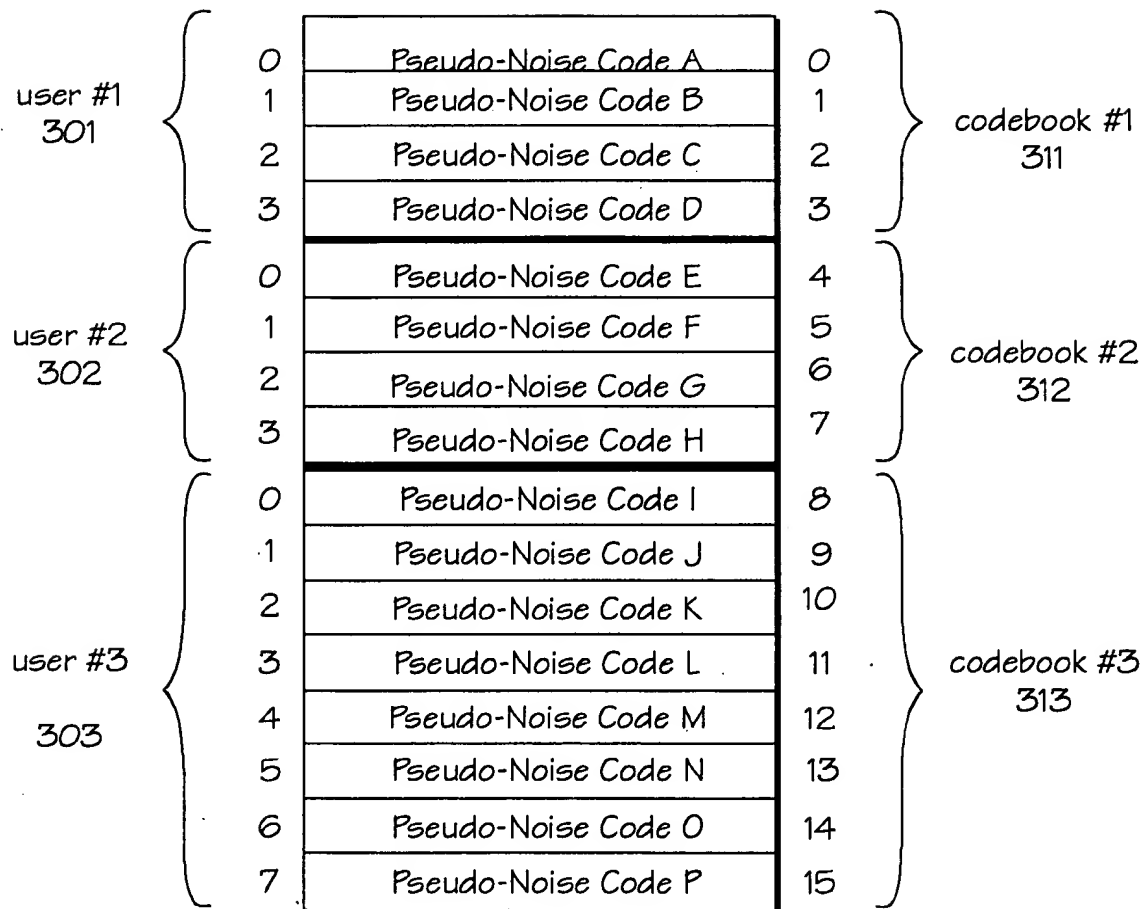 0 Pseudo-Noise Code A 0
user #1
301
1 Pseudo-Noise Code B 1
codebook #1
311
2 Pseudo-Noise Code C 2
3 Pseudo-Noise Code D 3
0 Pseudo-Noise Code E 4
user #2
302
1 Pseudo-Noise Code F 5
codebook #2
312
2 Pseudo-Noise Code G 6
3 Pseudo-Noise Code H 7
0 Pseudo-Noise Code I 8
1 Pseudo-Noise Code J 9
2 Pseudo-Noise Code K 10
user #3
303
3 Pseudo-Noise Code L 11
codebook #3
313
4 Pseudo-Noise Code M 12
5 Pseudo-Noise Code N 13
6 Pseudo-Noise Code O 14
7 Pseudo-Noise Code P 15